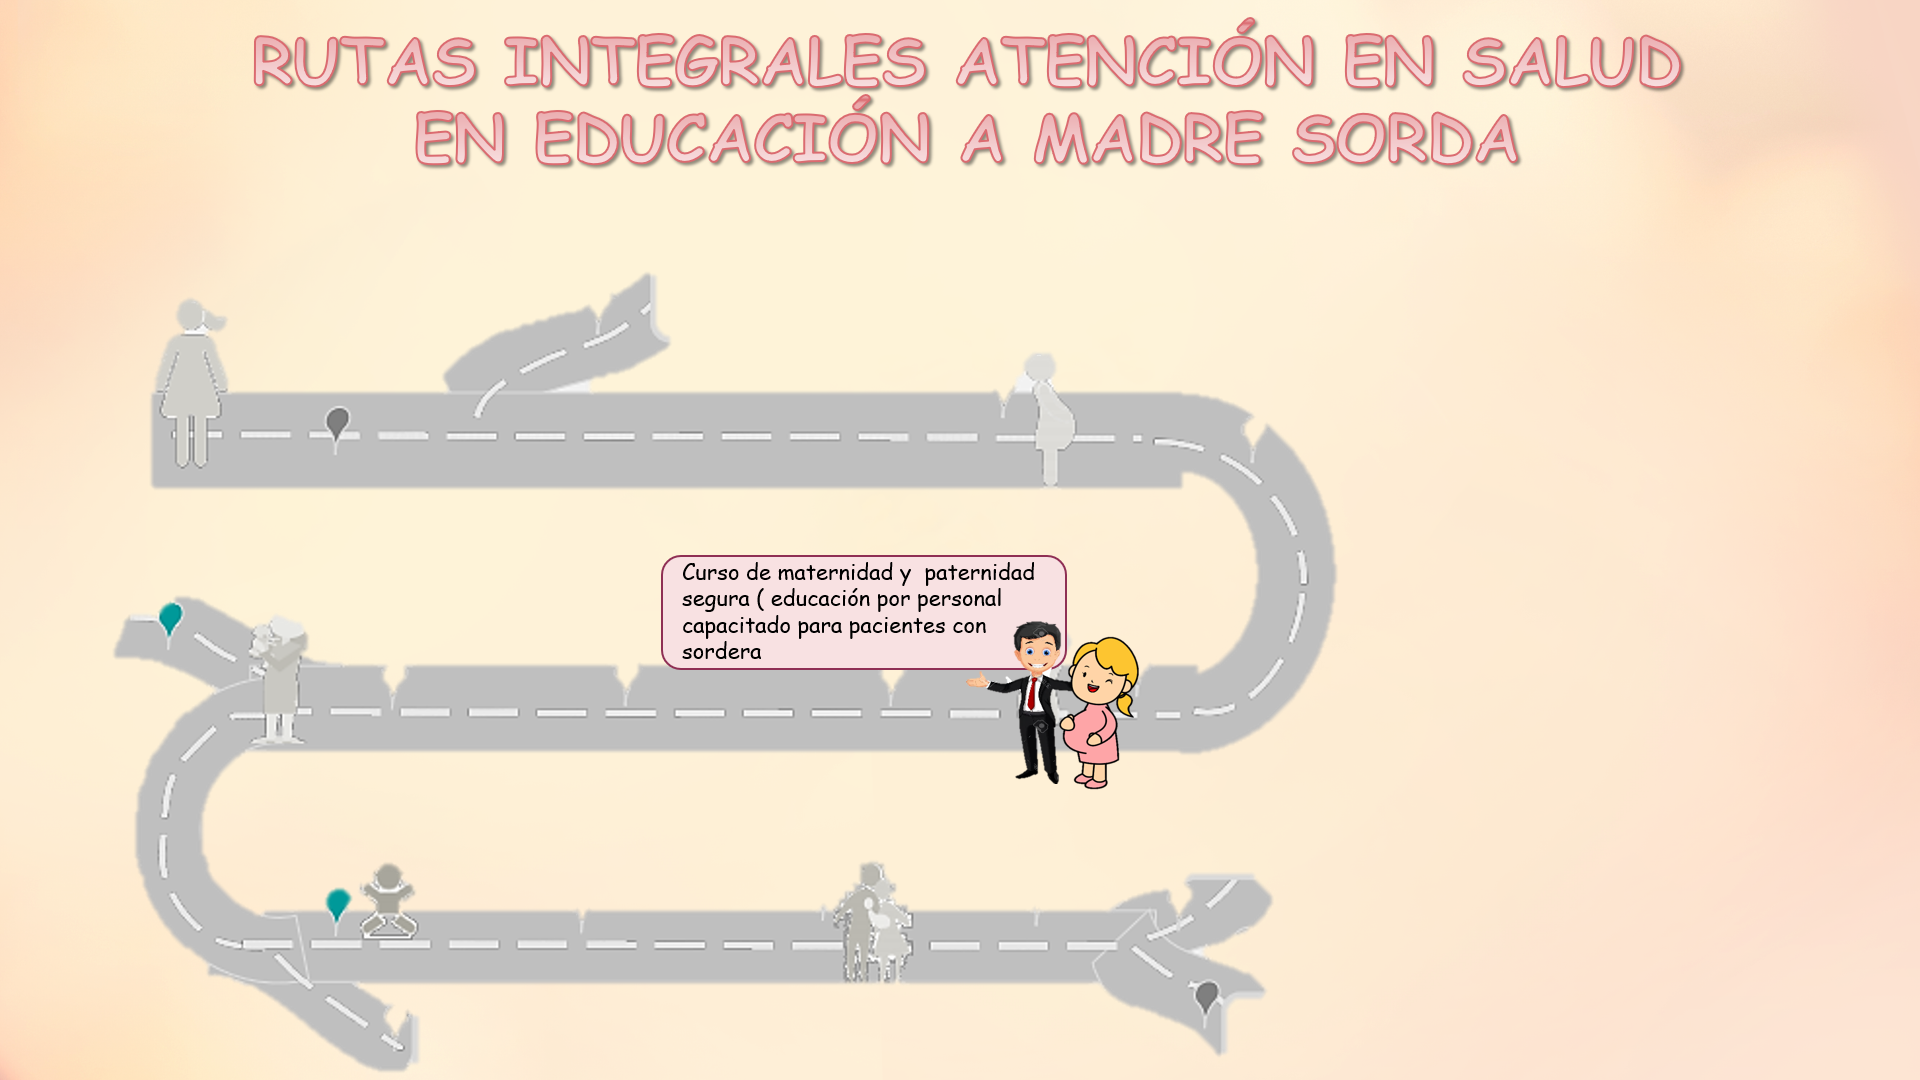 RUTAS INTEGRALES ATENCIÓN EN SALUD
EN EDUCACIÓN A MADRE SORDA
Curso de maternidad y  paternidad
segura ( educación por personal
capacitado para pacientes con
sordera